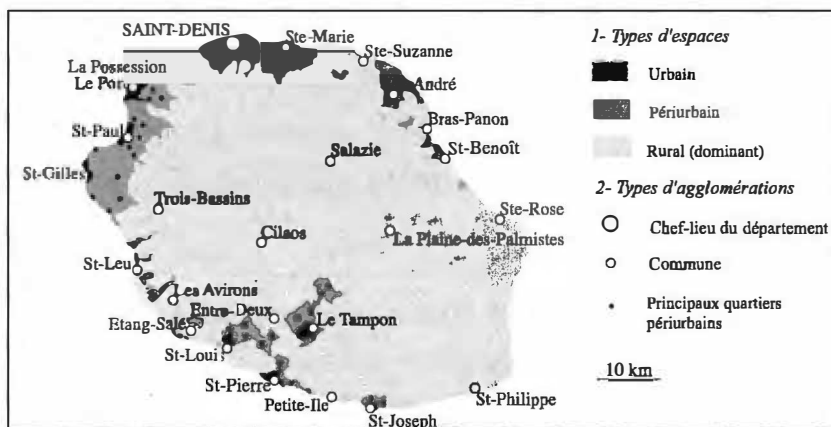 SAINT-DENIS
Ste-Marie
Ste-Suzanne
La Possession
Le Port
André
St-Paul
Bras-Panon
St-Benoît
Salazie
St-Gilles
Trois-Bassins
Ste-Rose
Cilaos
La Plaine-des-Palmistes
St-Leu
Les Avirons
Entre-Deux
Etang-Salé
Le Tampon
St-Loui
St-Pierre
Petite-Ile
St-Joseph
St-Philippe
1- Types d'espaces
Urbain
Périurbain
Rural (dominant)
2- Types d'agglomérations
Chef-lieu du département
Commune
Principaux quartiers
périurbains
10 km